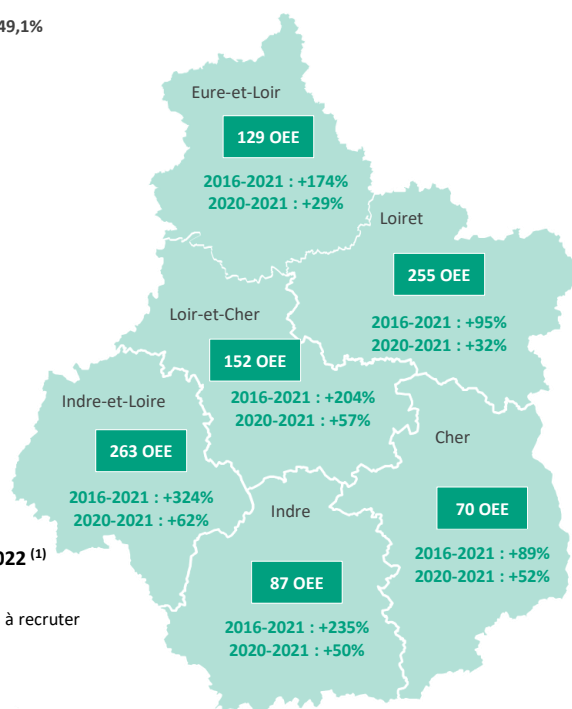 49,1%
Eure-et-Loir
129 OEE
2016-2021 : +174%
2020-2021 : +29%
Loiret
255 OEE
2016-2021 : +95%
2020-2021 : +32%
Loir-et-Cher
152 OEE
2016-2021 : +204%
2020-2021 : +57%
Indre-et-Loire
263 OEE
2016-2021 : +324%
2020-2021 : +62%
Cher
70 OEE
2016-2021 : +89%
2020-2021 : +52%
Indre
87 OEE
2016-2021 : +235%
2020-2021 : +50%
022 (1)
à recruter